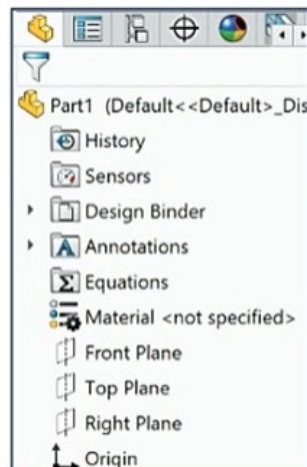 Part1 (Default<<Default>_Dis
History
Sensors
Design Binder
A Annotations
Σ Equations
Material <not specified>
Front Plane
Top Plane
Right Plane
Origin